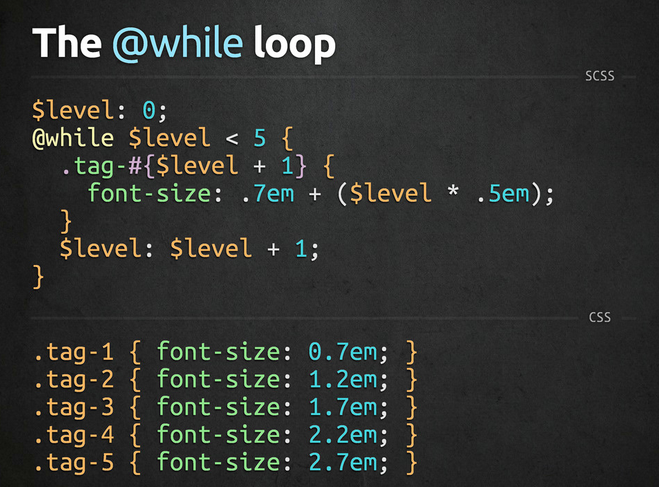 The @while loop
SCSS
$level: 0;
@while $level < 5 {
  .tag-#{$level + 1} {
    font-size: .7em + ($level * .5em);
  }
  $level: $level + 1;
}
CSS
.tag-1 { font-size: 0.7em; }
.tag-2 { font-size: 1.2em; }
.tag-3 { font-size: 1.7em; }
.tag-4 { font-size: 2.2em; }
.tag-5 { font-size: 2.7em; }